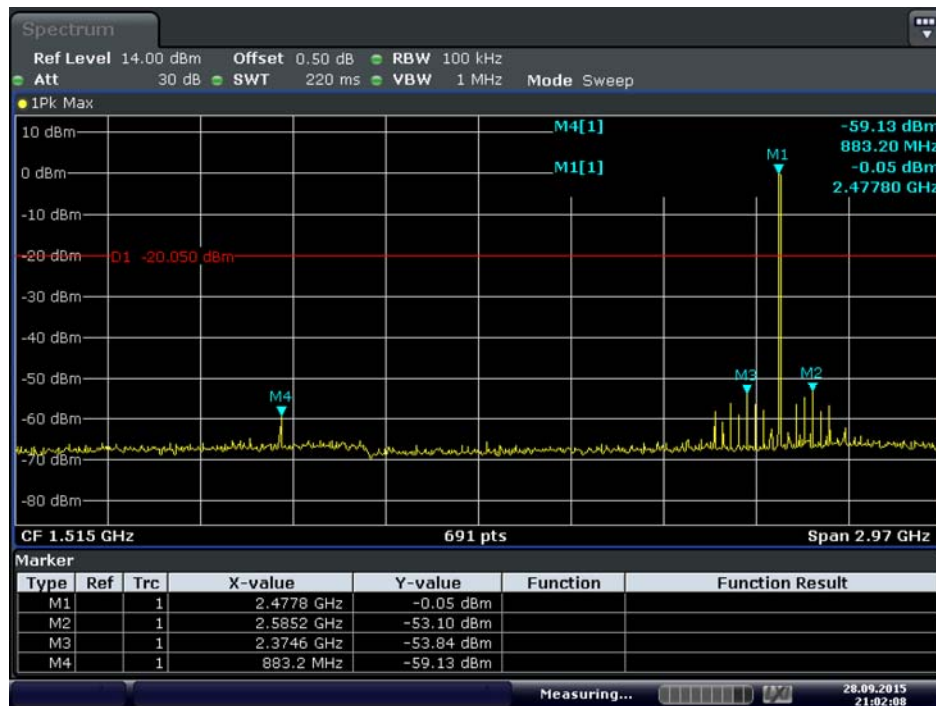 Spectrum
Ref Level 14.00 dBm Offset 0.50 dB RBW 100 kHz
Att 30 dB SWT 220 ms VBW 1 MHz Mode Sweep
1Pk Max
M4[1] -59.13 dBm
883.20 MHz
M1[1] -0.05 dBm
2.47780 GHz
10 dBm
0 dBm
-10 dBm
-20 dBm
-30 dBm
-40 dBm
-50 dBm
-60 dBm
-70 dBm
-80 dBm
D1 -20.050 dBm
M1
M3
M2
M4
CF 1.515 GHz 691 pts Span 2.97 GHz
Marker
Type Ref Trc X-value Y-value Function Function Result
M1 1 2.4778 GHz -0.05 dBm
M2 1 2.5852 GHz -53.10 dBm
M3 1 2.3746 GHz -53.84 dBm
M4 1 883.2 MHz -59.13 dBm
Measuring... 28.09.2015
21:02:08